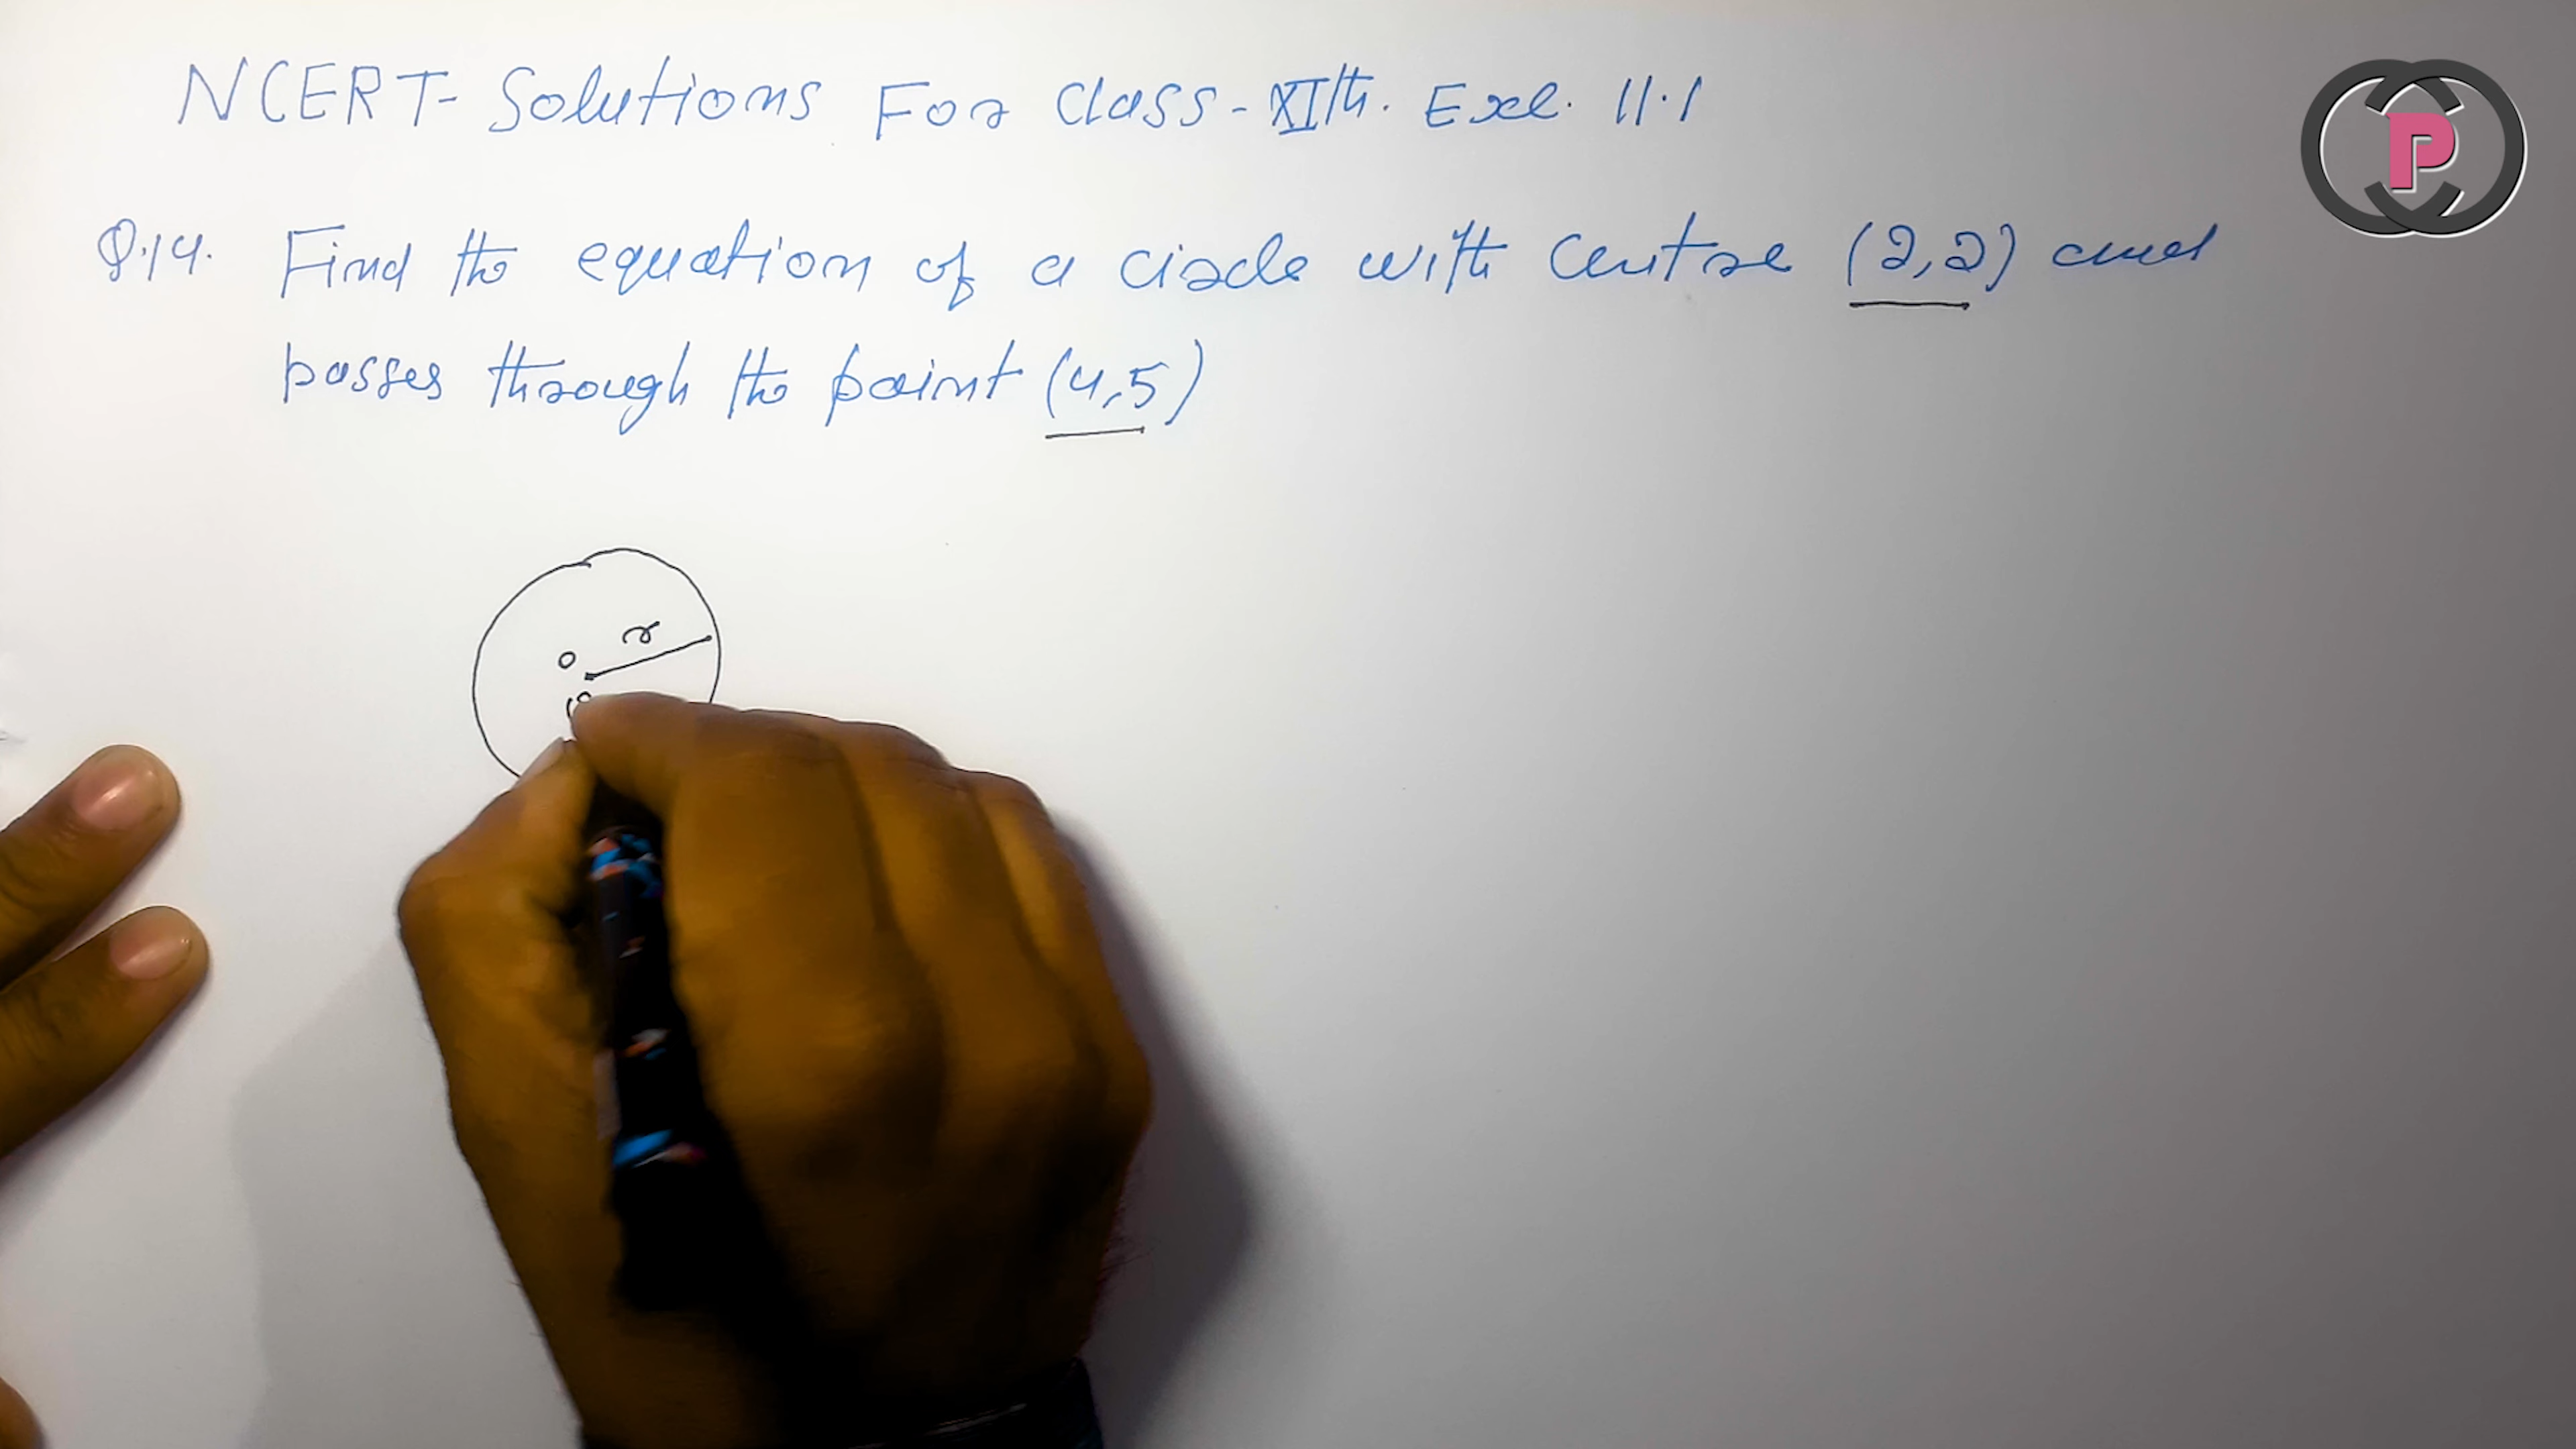 NCERT- Solutions For Class - XIth. Exe. 11.1
Q.14. Find the equation of a circle with Centre (2,2) and
passes through the point (4,5)
r
O
(2
P